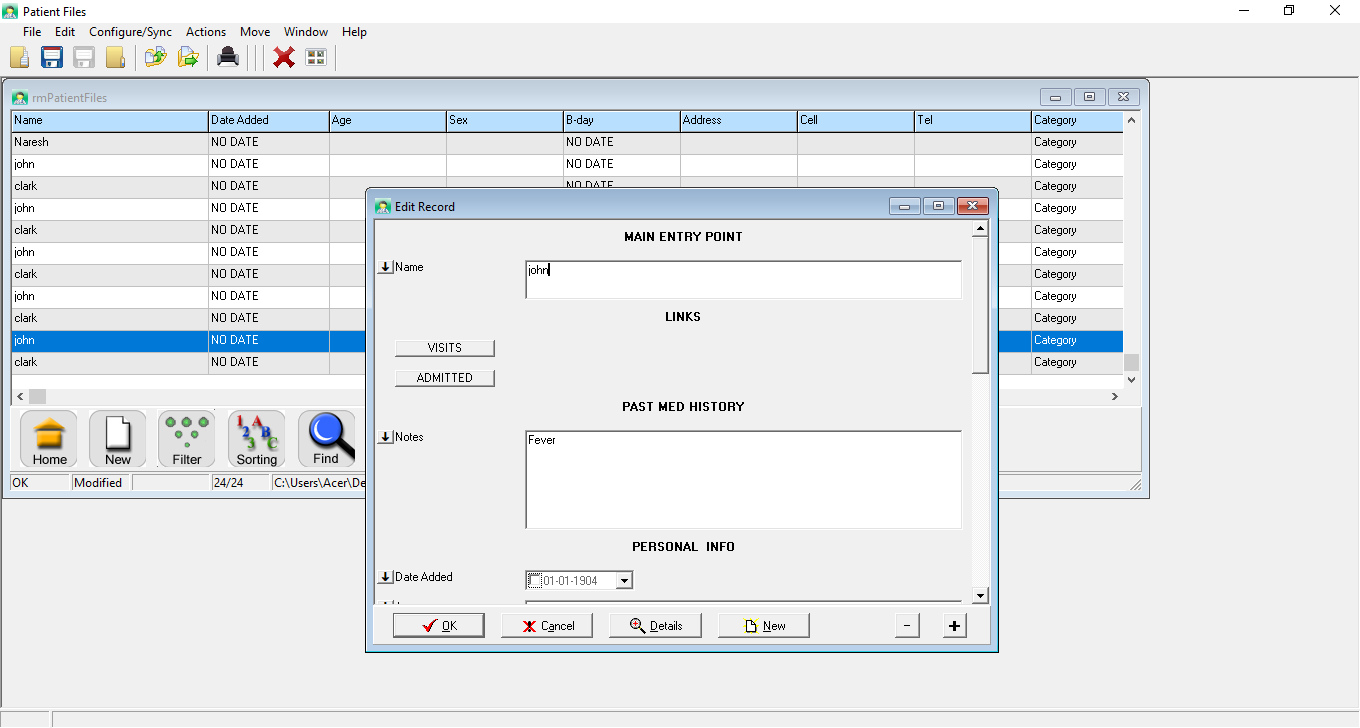 Patient Files
File Edit Configure/Sync Actions Move Window Help
rmPatientFiles
Name Date Added Age Sex B-day Address Cell Tel Category
Naresh NO DATE NO DATE Category
john NO DATE NO DATE Category
clark NO DATE NO DATE Category
john NO DATE Category
clark NO DATE Category
john NO DATE Category
clark NO DATE Category
john NO DATE Category
clark NO DATE Category
john NO DATE Category
clark NO DATE Category
Home New Filter 1 2 3 A B C Sorting Find
OK Modified 24/24 C:\Users\Acer\De
Edit Record
MAIN ENTRY POINT
Name john
LINKS
VISITS
ADMITTED
PAST MED HISTORY
Notes Fever
PERSONAL INFO
Date Added 01-01-1904
OK Cancel Details New - +